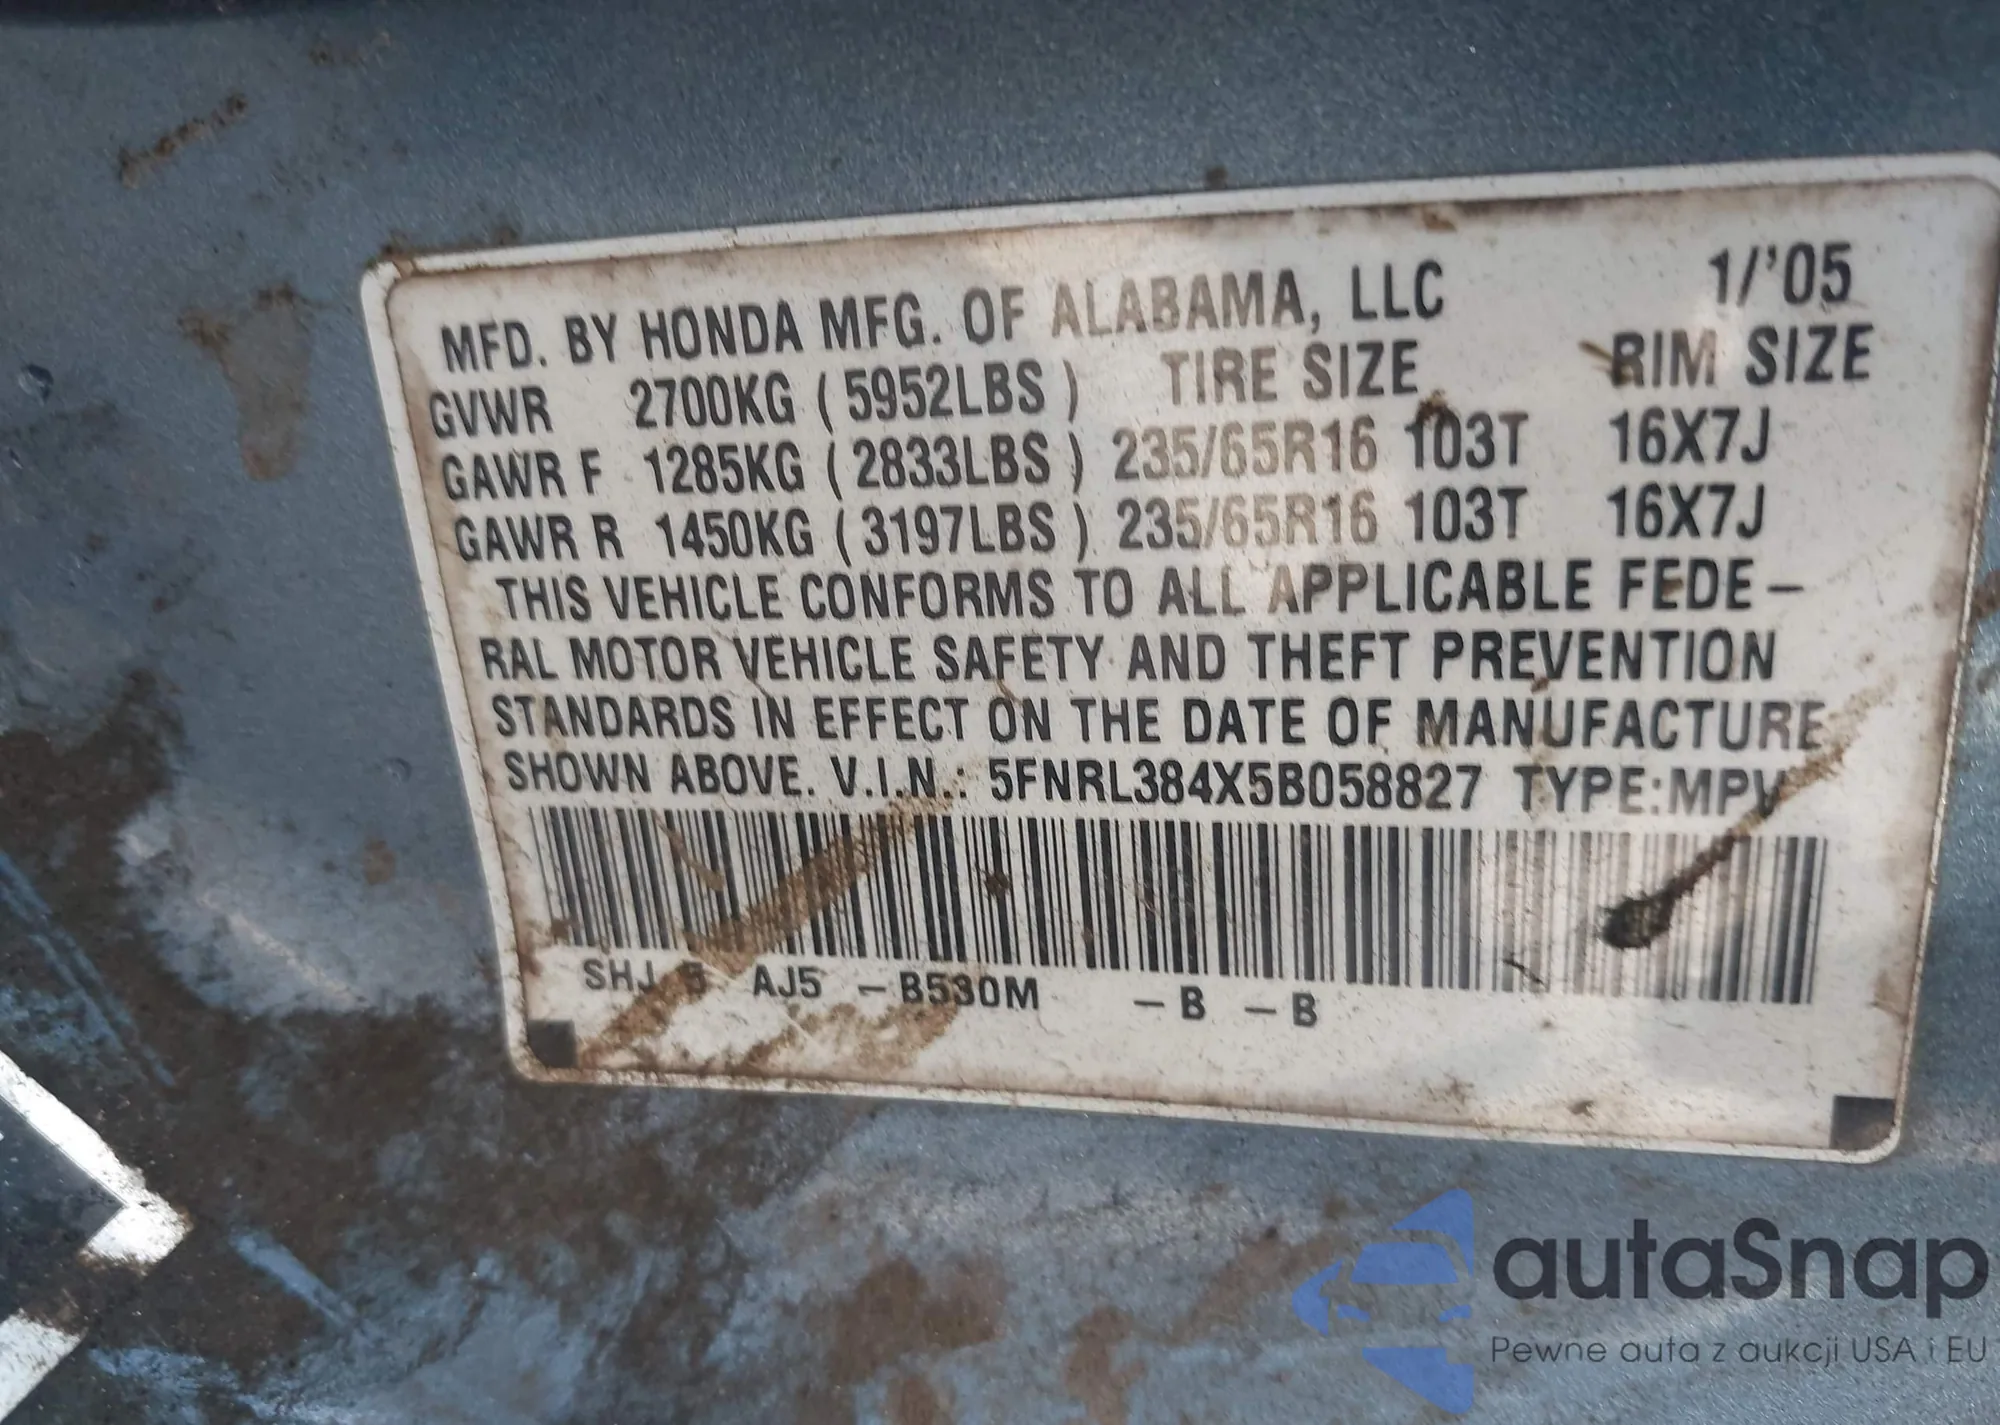 MFD. BY HONDA MFG. OF ALABAMA, LLC 1/'05
GVWR 2700KG ( 5952LBS ) TIRE SIZE RIM SIZE
GAWR F 1285KG ( 2833LBS ) 235/65R16 103T 16X7J
GAWR R 1450KG ( 3197LBS ) 235/65R16 103T 16X7J
THIS VEHICLE CONFORMS TO ALL APPLICABLE FEDE-
RAL MOTOR VEHICLE SAFETY AND THEFT PREVENTION
STANDARDS IN EFFECT ON THE DATE OF MANUFACTURE
SHOWN ABOVE. V.I.N.: 5FNRL384X5B058827 TYPE:MPV
SHJ 5 AJ5 -B530M -B -B
autaSnap
Pewne auta z aukcji USA i EU